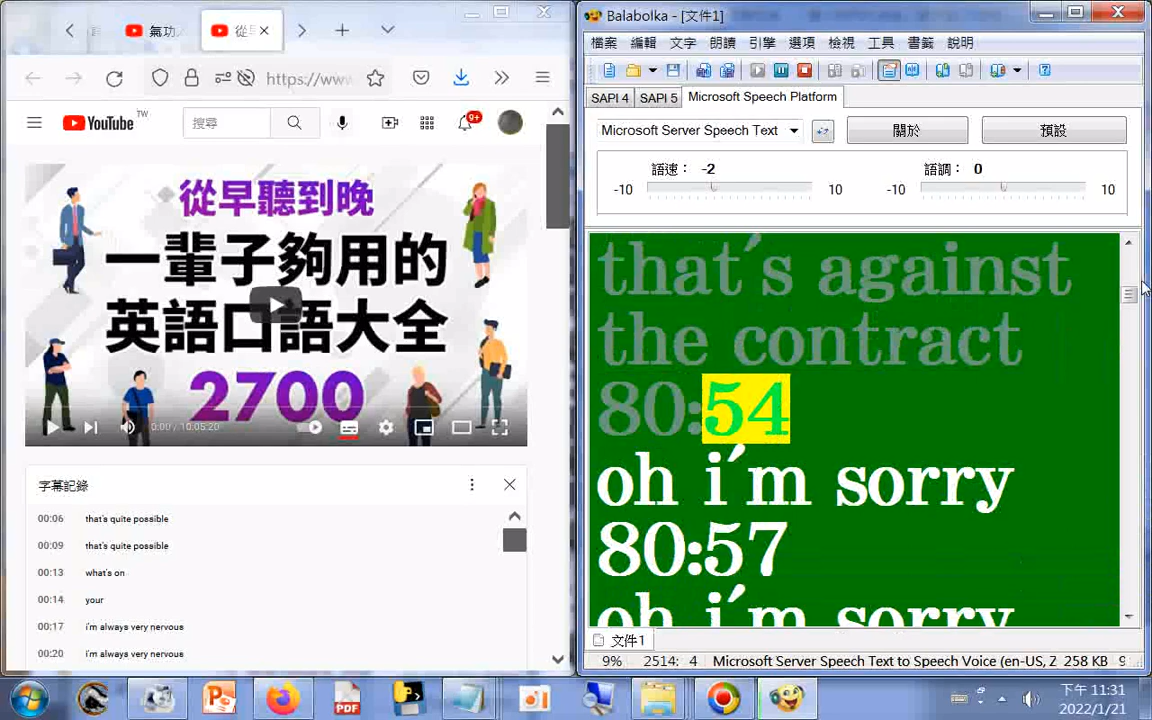 氣功
從
https://www
YouTube TW
搜尋
9+
從早聽到晚
一輩子夠用的
英語口語大全
2700
0:00 / 10:05:20
字幕記錄
00:06 that's quite possible
00:09 that's quite possible
00:13 what's on
00:14 your
00:17 i'm always very nervous
00:20 i'm always very nervous
Balabolka - [文件1]
檔案 編輯 文字 朗讀 引擎 選項 檢視 工具 書籤 說明
SAPI 4 SAPI 5 Microsoft Speech Platform
Microsoft Server Speech Text 關於 預設
語速： -2 語調： 0
-10 10 -10 10
that's against
the contract
80:54
oh i'm sorry
80:57
oh i'm sorry
文件1
9% 2514: 4 Microsoft Server Speech Text to Speech Voice (en-US, Z 258 KB 9
PDF
下午 11:31
2022/1/21